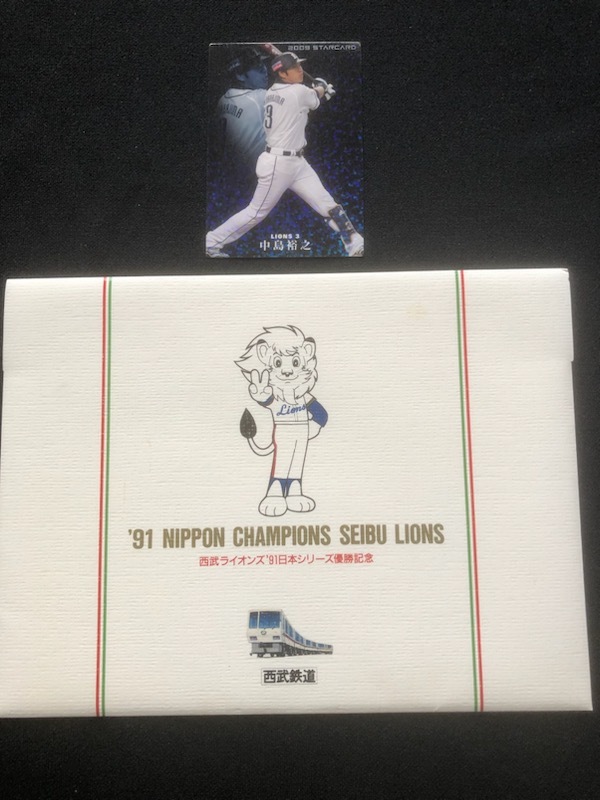 2009 STARCARD
3
LIONS 3
中島裕之
Lions
'91 NIPPON CHAMPIONS SEIBU LIONS
西武ライオンズ'91日本シリーズ優勝記念
西武鉄道